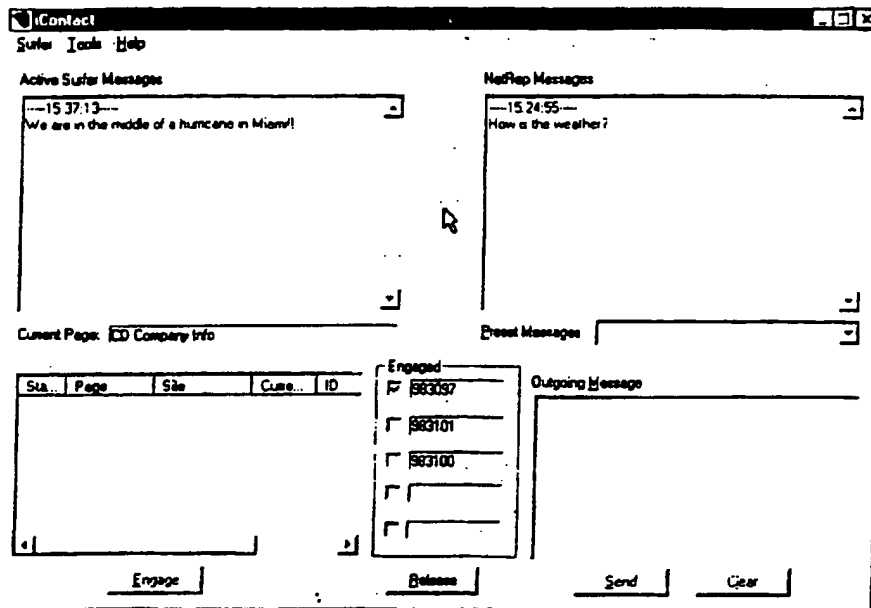 iContact
Surfer Tools Help
Active Surfer Messages
----15:37:13----
We are in the middle of a hurricane in Miami!!
NetRep Messages
----15:24:55----
How is the weather?
Current Page: CD Company Info
Preset Messages
Sta... Page Site Curre... ID
Engaged
983097
983101
983100
Outgoing Message
Engage
Release
Send
Clear